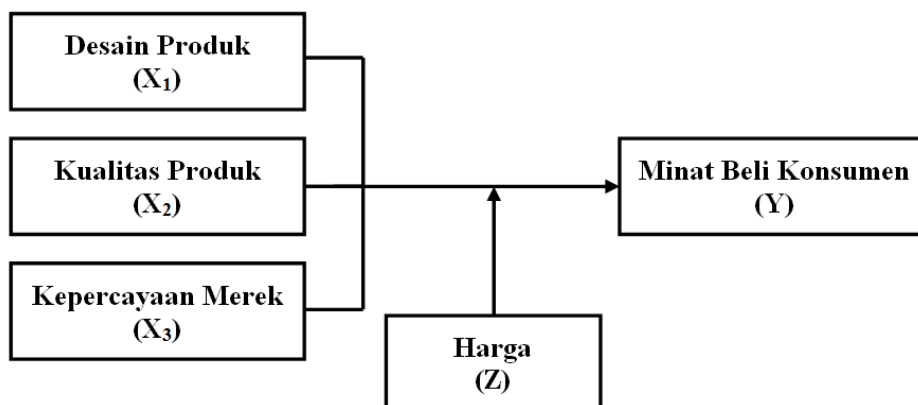 Desain Produk
(X₁)
Kualitas Produk
(X₂)
Kepercayaan Merek
(X₃)
Minat Beli Konsumen
(Y)
Harga
(Z)